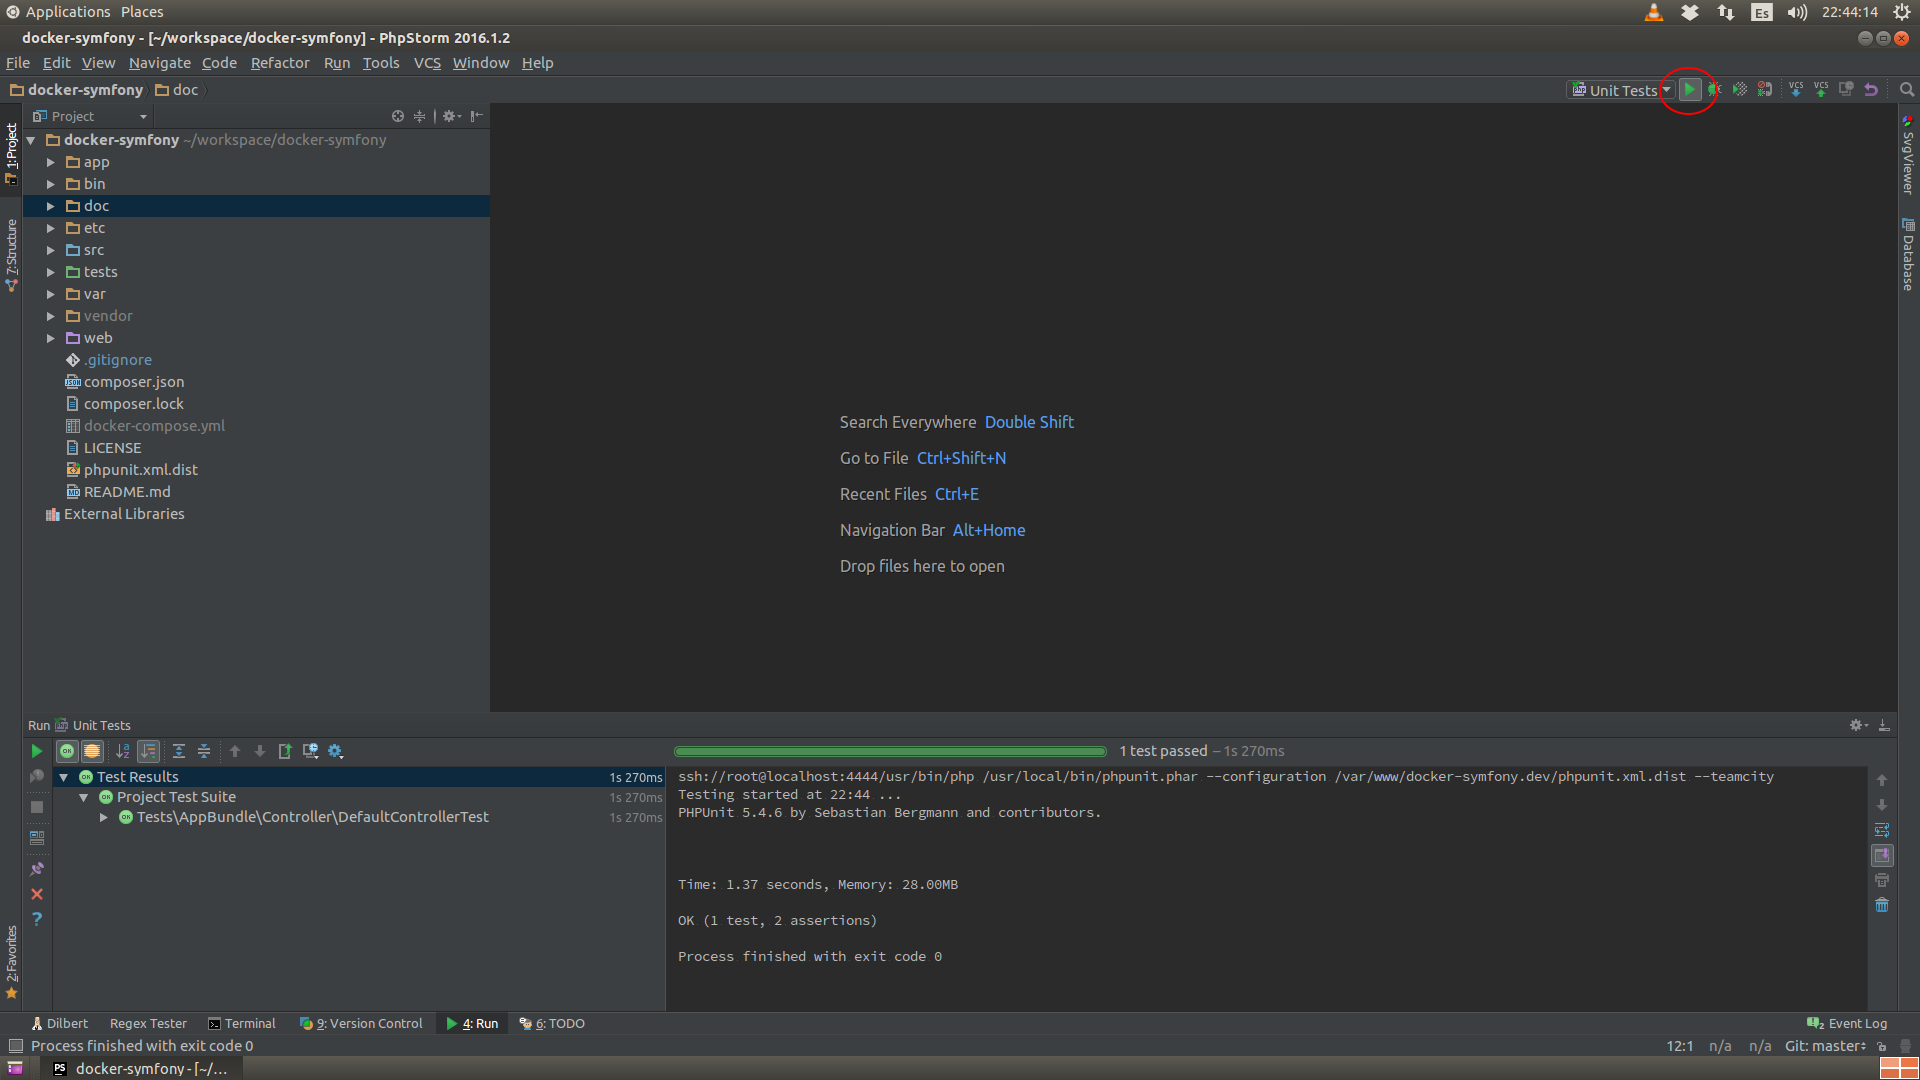 Applications Places
Es 22:44:14
docker-symfony - [~/workspace/docker-symfony] - PhpStorm 2016.1.2
File Edit View Navigate Code Refactor Run Tools VCS Window Help
docker-symfony doc
Unit Tests
VCS VCS
Project
1: Project
7: Structure
2: Favorites
SvgViewer
Database
docker-symfony ~/workspace/docker-symfony
app
bin
doc
etc
src
tests
var
vendor
web
.gitignore
composer.json
composer.lock
docker-compose.yml
LICENSE
phpunit.xml.dist
README.md
External Libraries
Search Everywhere Double Shift
Go to File Ctrl+Shift+N
Recent Files Ctrl+E
Navigation Bar Alt+Home
Drop files here to open
Run Unit Tests
1 test passed – 1s 270ms
Test Results 1s 270ms
Project Test Suite 1s 270ms
Tests\AppBundle\Controller\DefaultControllerTest 1s 270ms
ssh://root@localhost:4444/usr/bin/php /usr/local/bin/phpunit.phar --configuration /var/www/docker-symfony.dev/phpunit.xml.dist --teamcity
Testing started at 22:44 ...
PHPUnit 5.4.6 by Sebastian Bergmann and contributors.
Time: 1.37 seconds, Memory: 28.00MB
OK (1 test, 2 assertions)
Process finished with exit code 0
Dilbert Regex Tester Terminal 9: Version Control 4: Run 6: TODO
2 Event Log
Process finished with exit code 0
12:1 n/a n/a Git: master
PS docker-symfony - [~/...